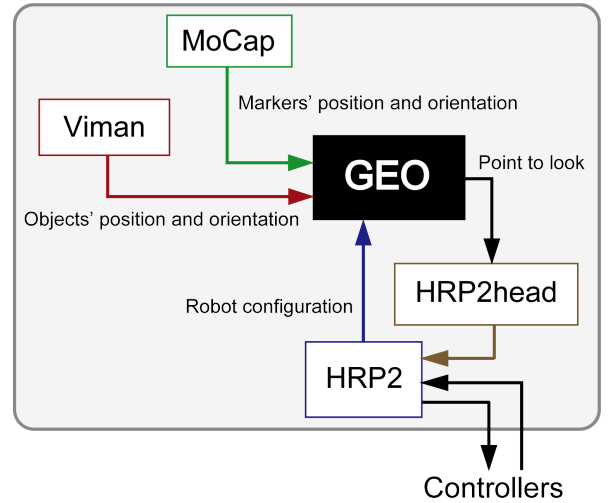 MoCap
Markers’ position and orientation
Viman
GEO
Point to look
Objects’ position and orientation
HRP2head
Robot configuration
HRP2
Controllers